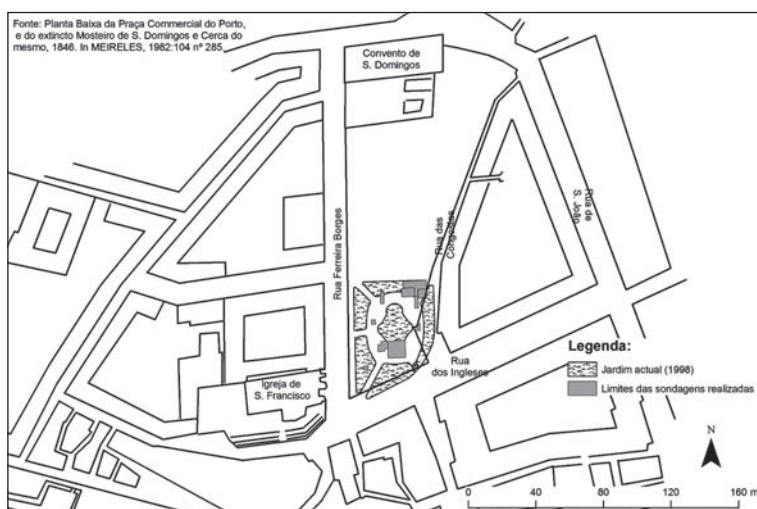 Fonte: Planta Baixa da Praça Commercial do Porto,
e do extincto Mosteiro de S. Domingos e Cerca do
mesmo, 1846. In MEIRELES, 1982:104 nº 285.
Convento de
S. Domingos
Rua Ferreira Borges
Rua das Congostas
Rua de
S. João
Igreja de
S. Francisco
Rua
dos Ingleses
Legenda:
Jardim actual (1998)
Limites das sondagens realizadas
N
0 40 80 120 160 m